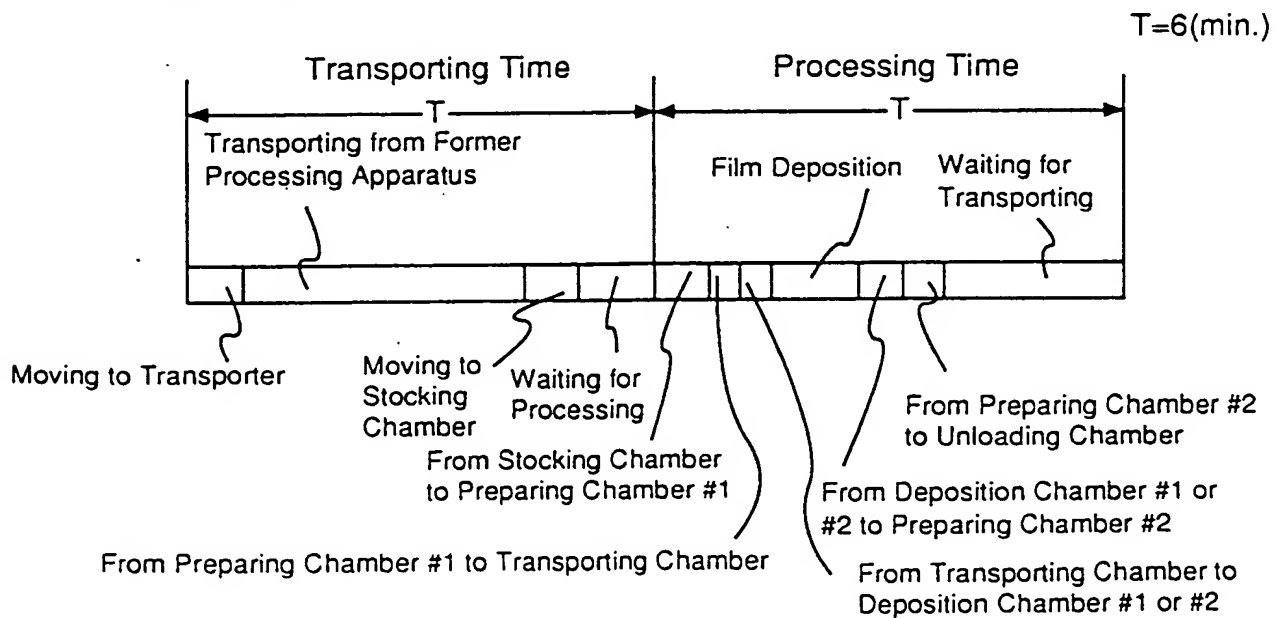 T=6(min.)
Transporting Time
Processing Time
T
T
Transporting from Former
Processing Apparatus
Film Deposition
Waiting for
Transporting
Moving to Transporter
Moving to
Stocking
Chamber
Waiting for
Processing
From Stocking Chamber
to Preparing Chamber #1
From Preparing Chamber #2
to Unloading Chamber
From Deposition Chamber #1 or
#2 to Preparing Chamber #2
From Preparing Chamber #1 to Transporting Chamber
From Transporting Chamber to
Deposition Chamber #1 or #2